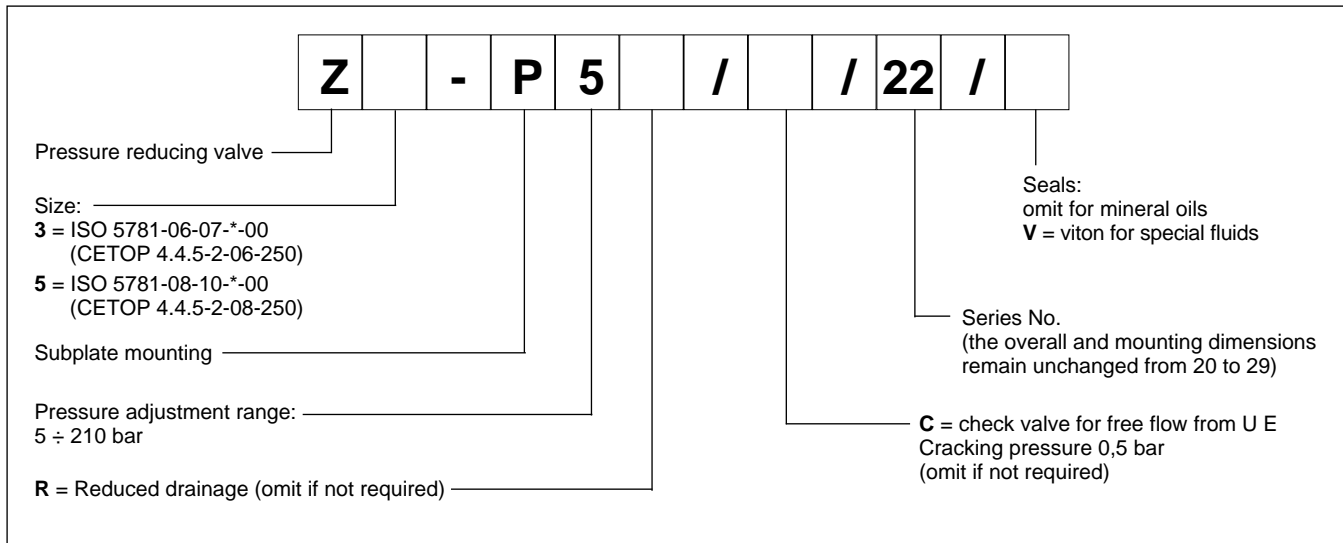 Z - P 5 / / 22 /
Pressure reducing valve
Size:
3 = ISO 5781-06-07-*-00
(CETOP 4.4.5-2-06-250)
5 = ISO 5781-08-10-*-00
(CETOP 4.4.5-2-08-250)
Subplate mounting
Pressure adjustment range:
5 ÷ 210 bar
R = Reduced drainage (omit if not required)
Seals:
omit for mineral oils
V = viton for special fluids
Series No.
(the overall and mounting dimensions
remain unchanged from 20 to 29)
C = check valve for free flow from U E
Cracking pressure 0,5 bar
(omit if not required)